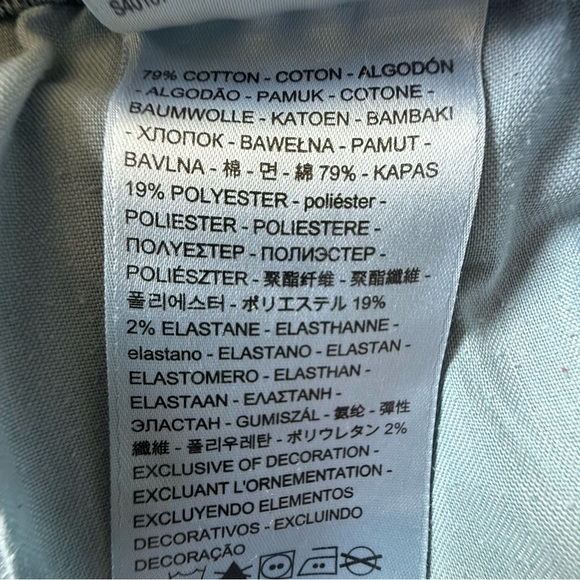 79% COTTON - COTON - ALGODÓN
- ALGODÃO - PAMUK - COTONE -
BAUMWOLLE - KATOEN - BAMBAKI
- ХЛОПОК - BAWEŁNA - PAMUT -
BAVLNA - 棉 - 면 - 綿 79% - KAPAS
19% POLYESTER - poliéster -
POLIESTER - POLIESTERE -
ΠΟΛΥΕΣΤΕΡ - ПОЛИЭСТЕР -
POLIÉSZTER - 聚酯纤维 - 聚酯纖維 -
폴리에스터 - ポリエステル 19%
2% ELASTANE - ELASTHANNE -
elastano - ELASTANO - ELASTAN -
ELASTOMERO - ELASTHAN -
ELASTAAN - ΕΛΑΣΤΑΝΗ -
ЭЛАСТАН - GUMISZÁL - 氨纶 - 彈性
纖維 - 폴리우레탄 - ポリウレタン 2%
EXCLUSIVE OF DECORATION -
EXCLUANT L'ORNEMENTATION -
EXCLUYENDO ELEMENTOS
DECORATIVOS - EXCLUINDO
DECORAÇÃO